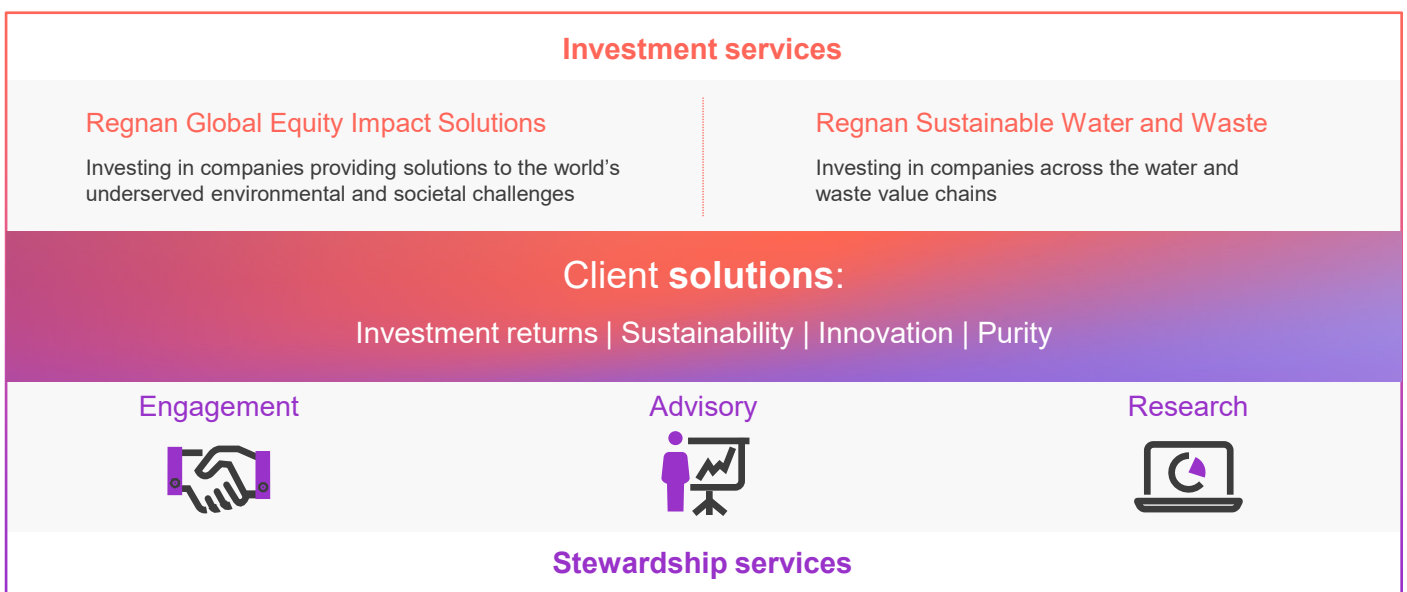 Investment services
Regnan Global Equity Impact Solutions
Investing in companies providing solutions to the world’s
underserved environmental and societal challenges
Regnan Sustainable Water and Waste
Investing in companies across the water and
waste value chains
Client solutions:
Investment returns | Sustainability | Innovation | Purity
Engagement
Advisory
Research
Stewardship services